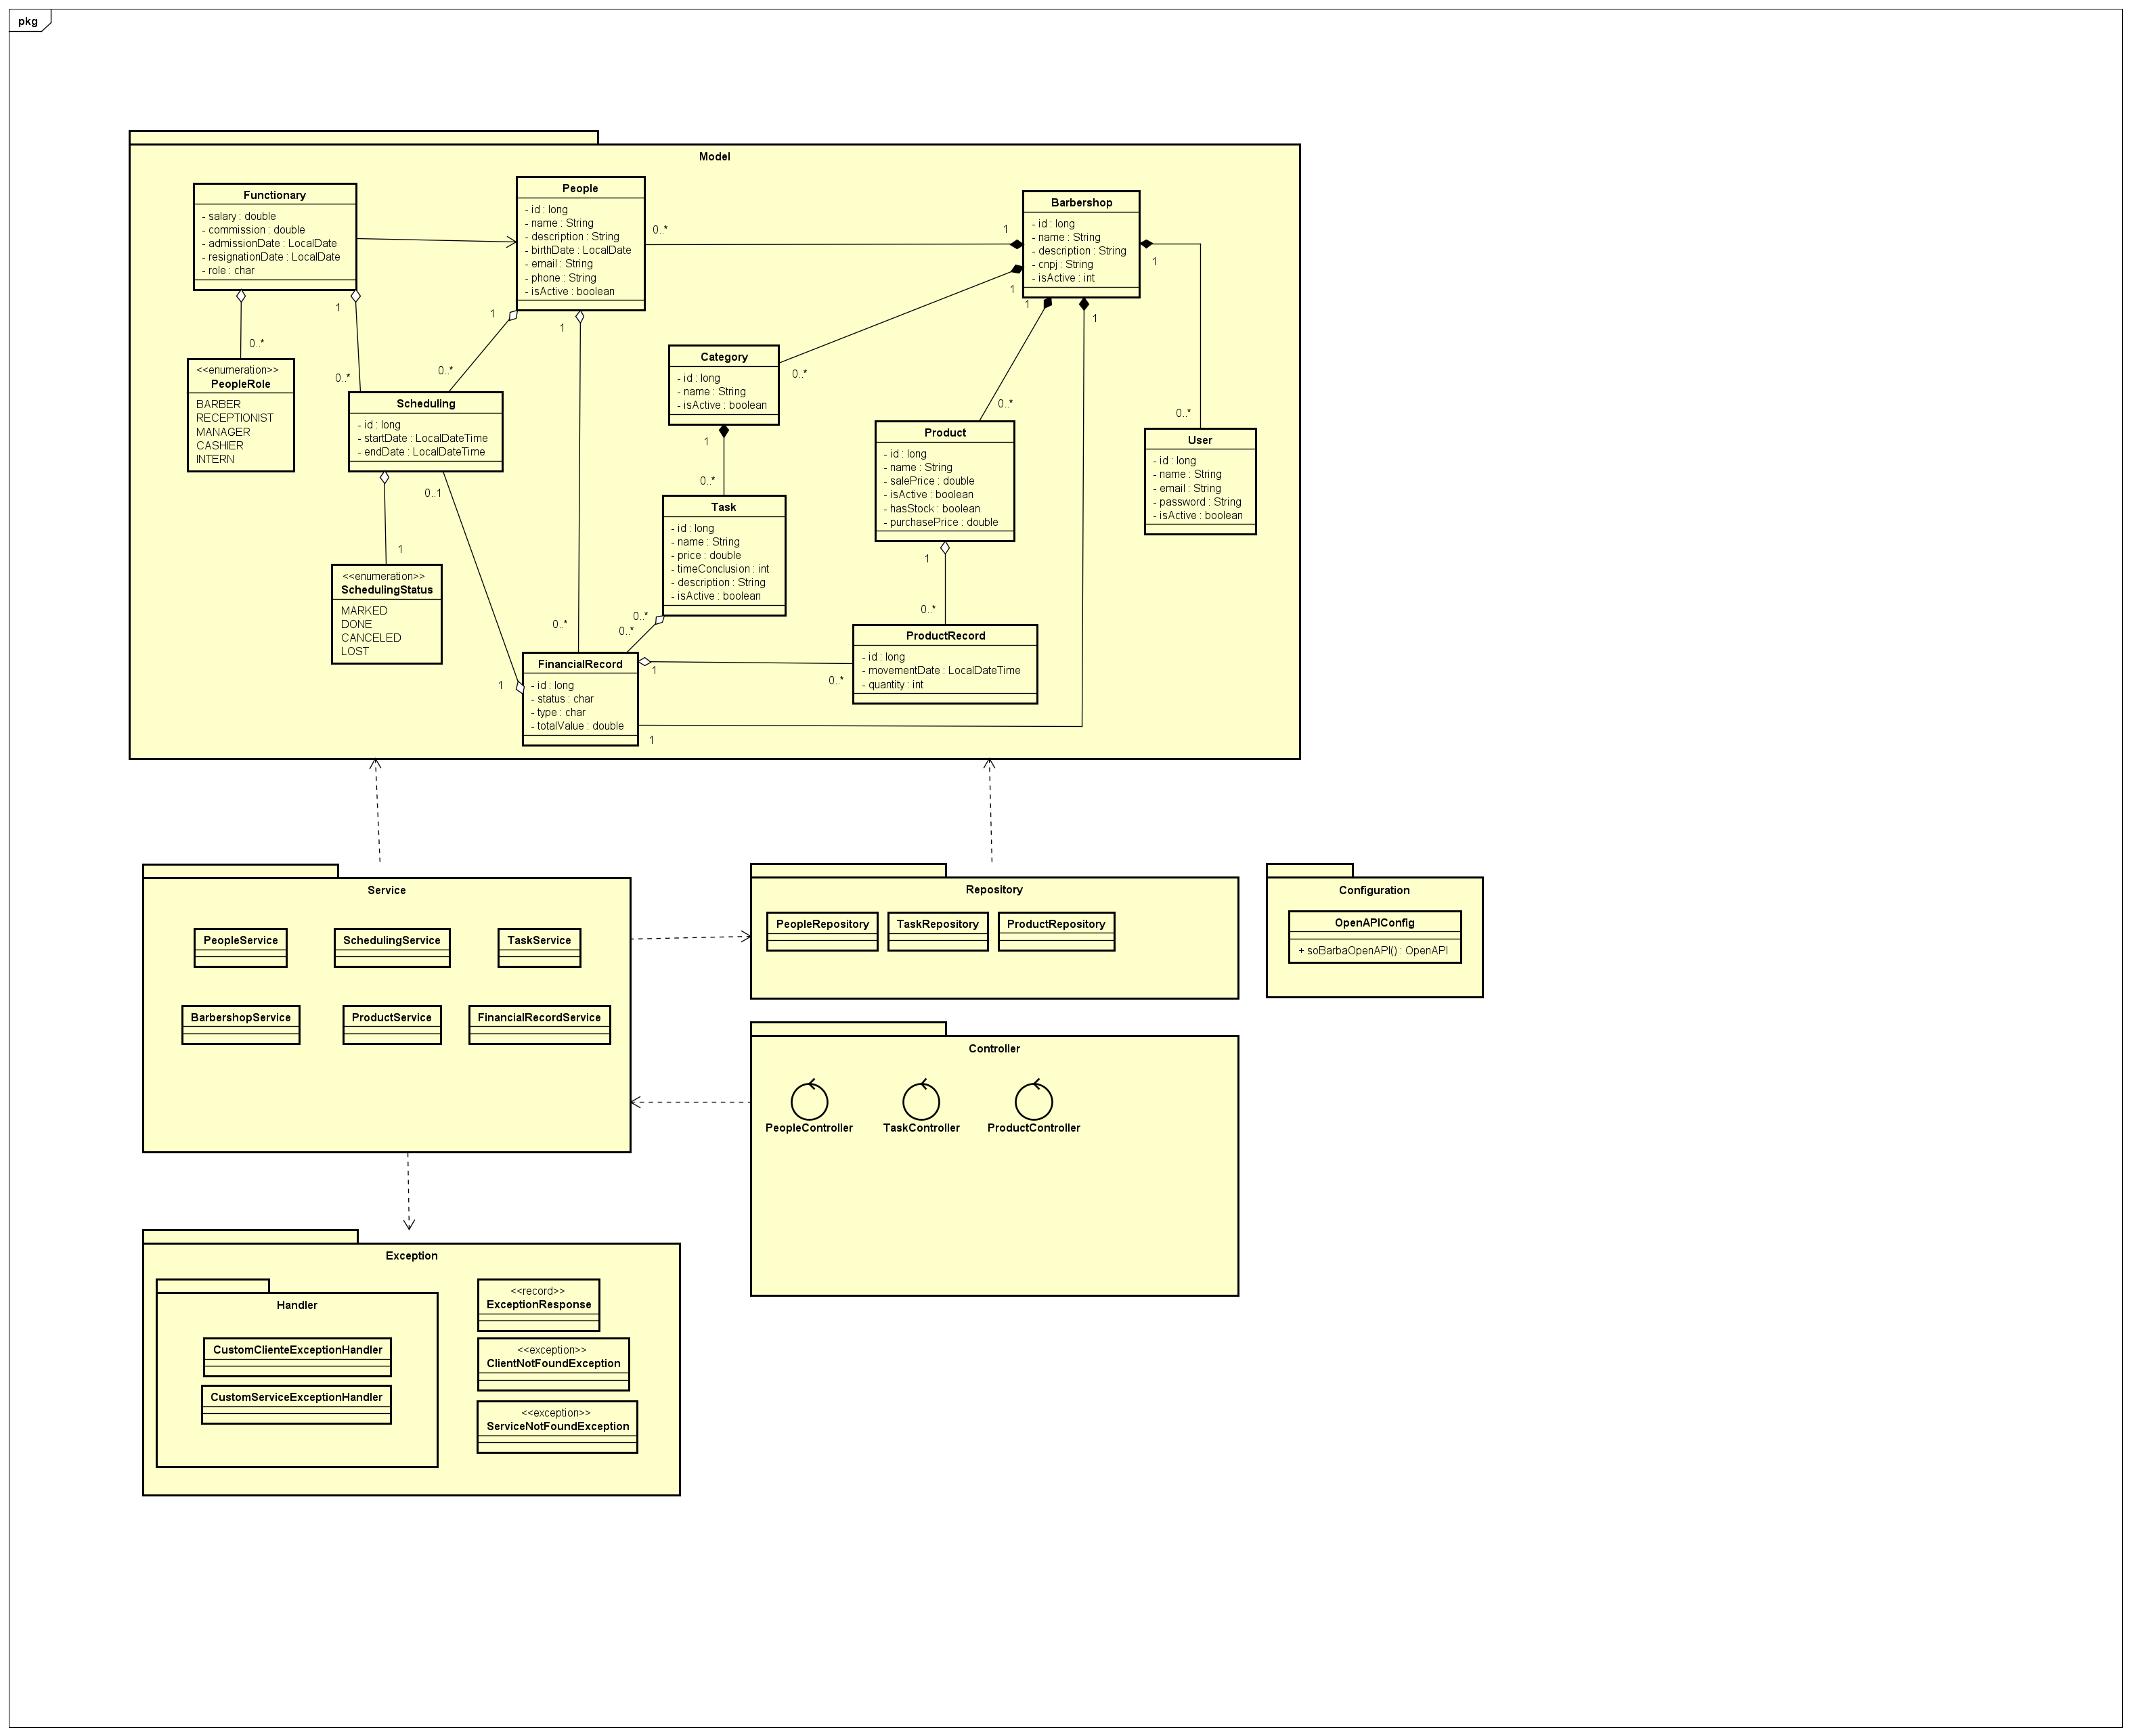 pkg
Model
Functionary
- salary : double
- commission : double
- admissionDate : LocalDate
- resignationDate : LocalDate
- role : char
People
- id : long
- name : String
- description : String
- birthDate : LocalDate
- email : String
- phone : String
- isActive : boolean
Barbershop
- id : long
- name : String
- description : String
- cnpj : String
- isActive : int
0..*
1
1
1
1
1
1
1
1
0..*
0..*
0..*
0..*
0..*
0..*
<<enumeration>>
PeopleRole
BARBER
RECEPTIONIST
MANAGER
CASHIER
INTERN
Scheduling
- id : long
- startDate : LocalDateTime
- endDate : LocalDateTime
Category
- id : long
- name : String
- isActive : boolean
Product
- id : long
- name : String
- salePrice : double
- isActive : boolean
- hasStock : boolean
- purchasePrice : double
User
- id : long
- name : String
- email : String
- password : String
- isActive : boolean
1
0..*
0..1
1
Task
- id : long
- name : String
- price : double
- timeConclusion : int
- description : String
- isActive : boolean
<<enumeration>>
SchedulingStatus
MARKED
DONE
CANCELED
LOST
1
0..*
0..*
0..*
0..*
ProductRecord
- id : long
- movementDate : LocalDateTime
- quantity : int
FinancialRecord
- id : long
- status : char
- type : char
- totalValue : double
1
1
0..*
1
Service
PeopleService
SchedulingService
TaskService
BarbershopService
ProductService
FinancialRecordService
Repository
PeopleRepository
TaskRepository
ProductRepository
Configuration
OpenAPIConfig
+ soBarbaOpenAPI() : OpenAPI
Controller
PeopleController
TaskController
ProductController
Exception
Handler
CustomClienteExceptionHandler
CustomServiceExceptionHandler
<<record>>
ExceptionResponse
<<exception>>
ClientNotFoundException
<<exception>>
ServiceNotFoundException